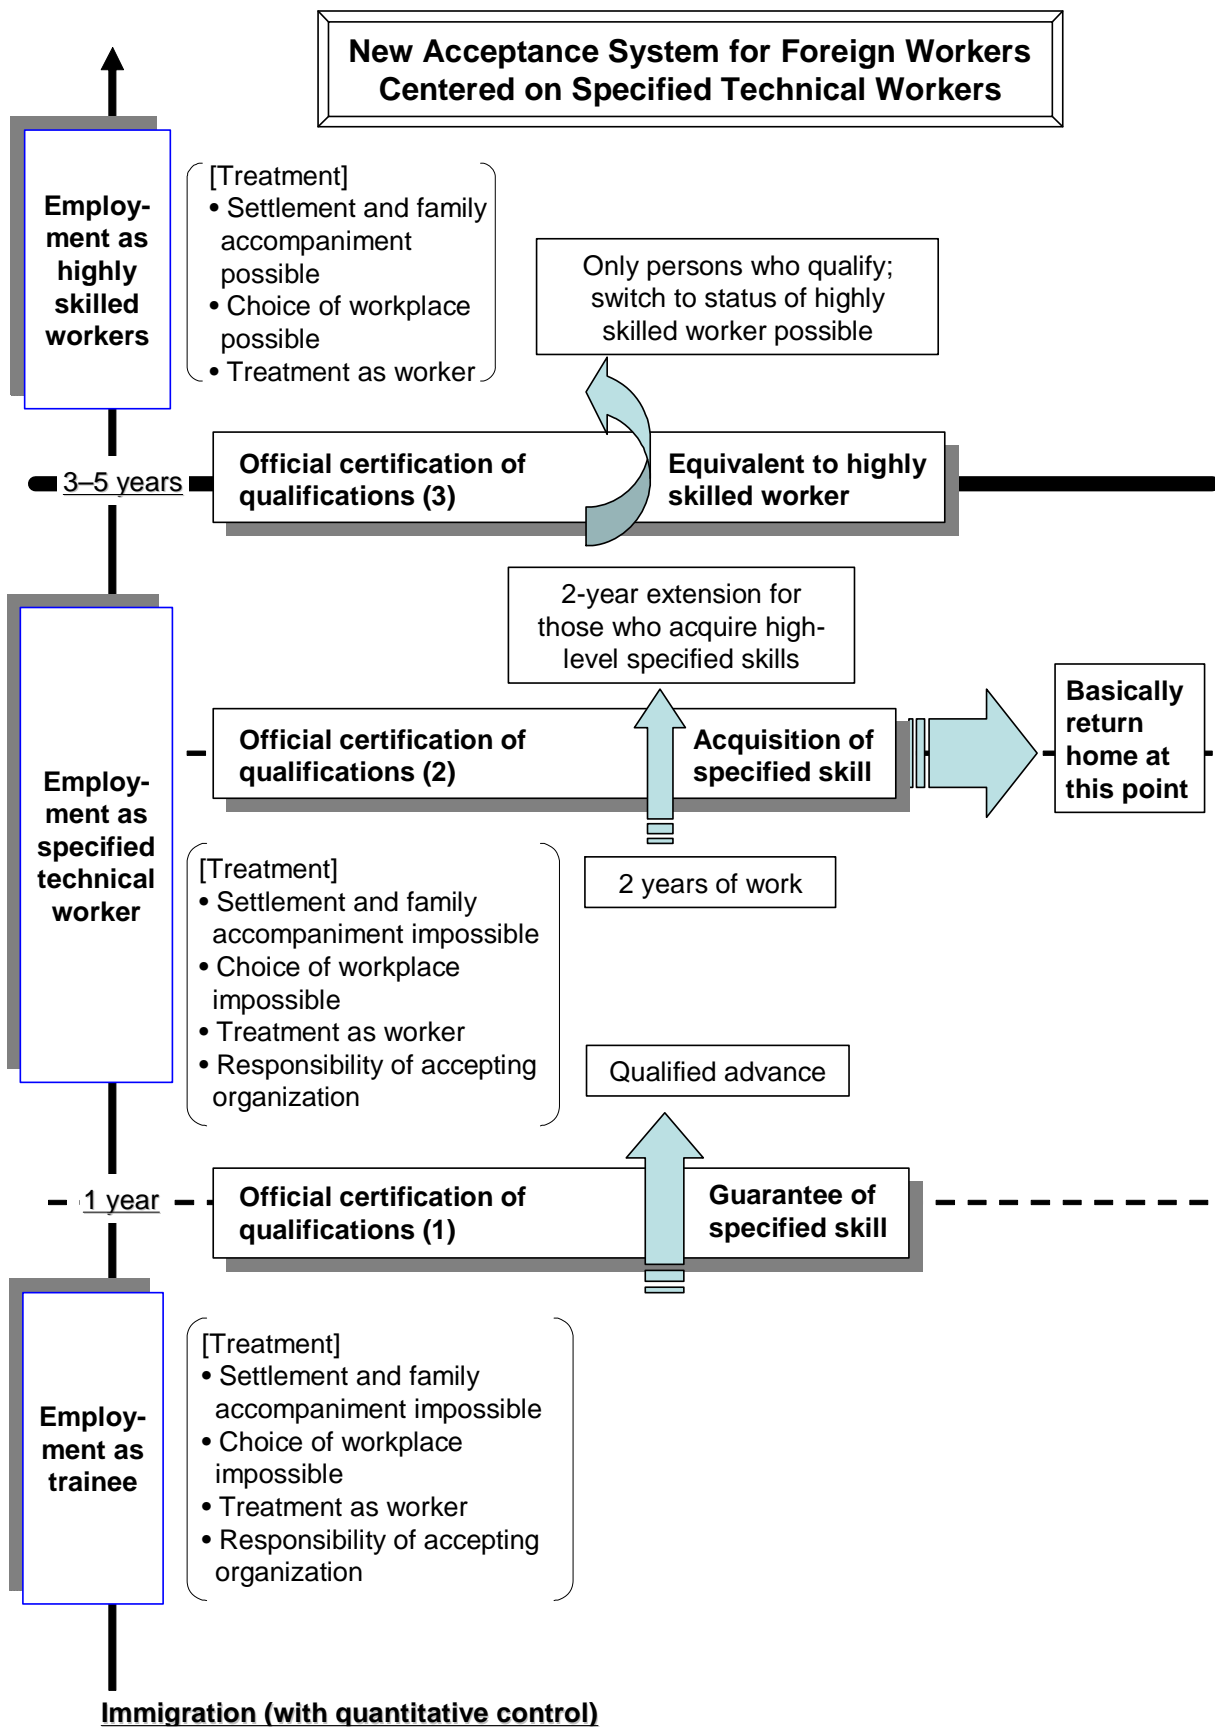 New Acceptance System for Foreign Workers
Centered on Specified Technical Workers
Employ-
ment as
highly
skilled
workers
[Treatment]
• Settlement and family
accompaniment
possible
• Choice of workplace
possible
• Treatment as worker
Only persons who qualify;
switch to status of highly
skilled worker possible
3–5 years
Official certification of
qualifications (3)
Equivalent to highly
skilled worker
2-year extension for
those who acquire high-
level specified skills
Employ-
ment as
specified
technical
worker
Official certification of
qualifications (2)
Acquisition of
specified skill
Basically
return
home at
this point
[Treatment]
• Settlement and family
accompaniment impossible
• Choice of workplace
impossible
• Treatment as worker
• Responsibility of accepting
organization
2 years of work
Qualified advance
1 year
Official certification of
qualifications (1)
Guarantee of
specified skill
Employ-
ment as
trainee
[Treatment]
• Settlement and family
accompaniment impossible
• Choice of workplace
impossible
• Treatment as worker
• Responsibility of accepting
organization
Immigration (with quantitative control)